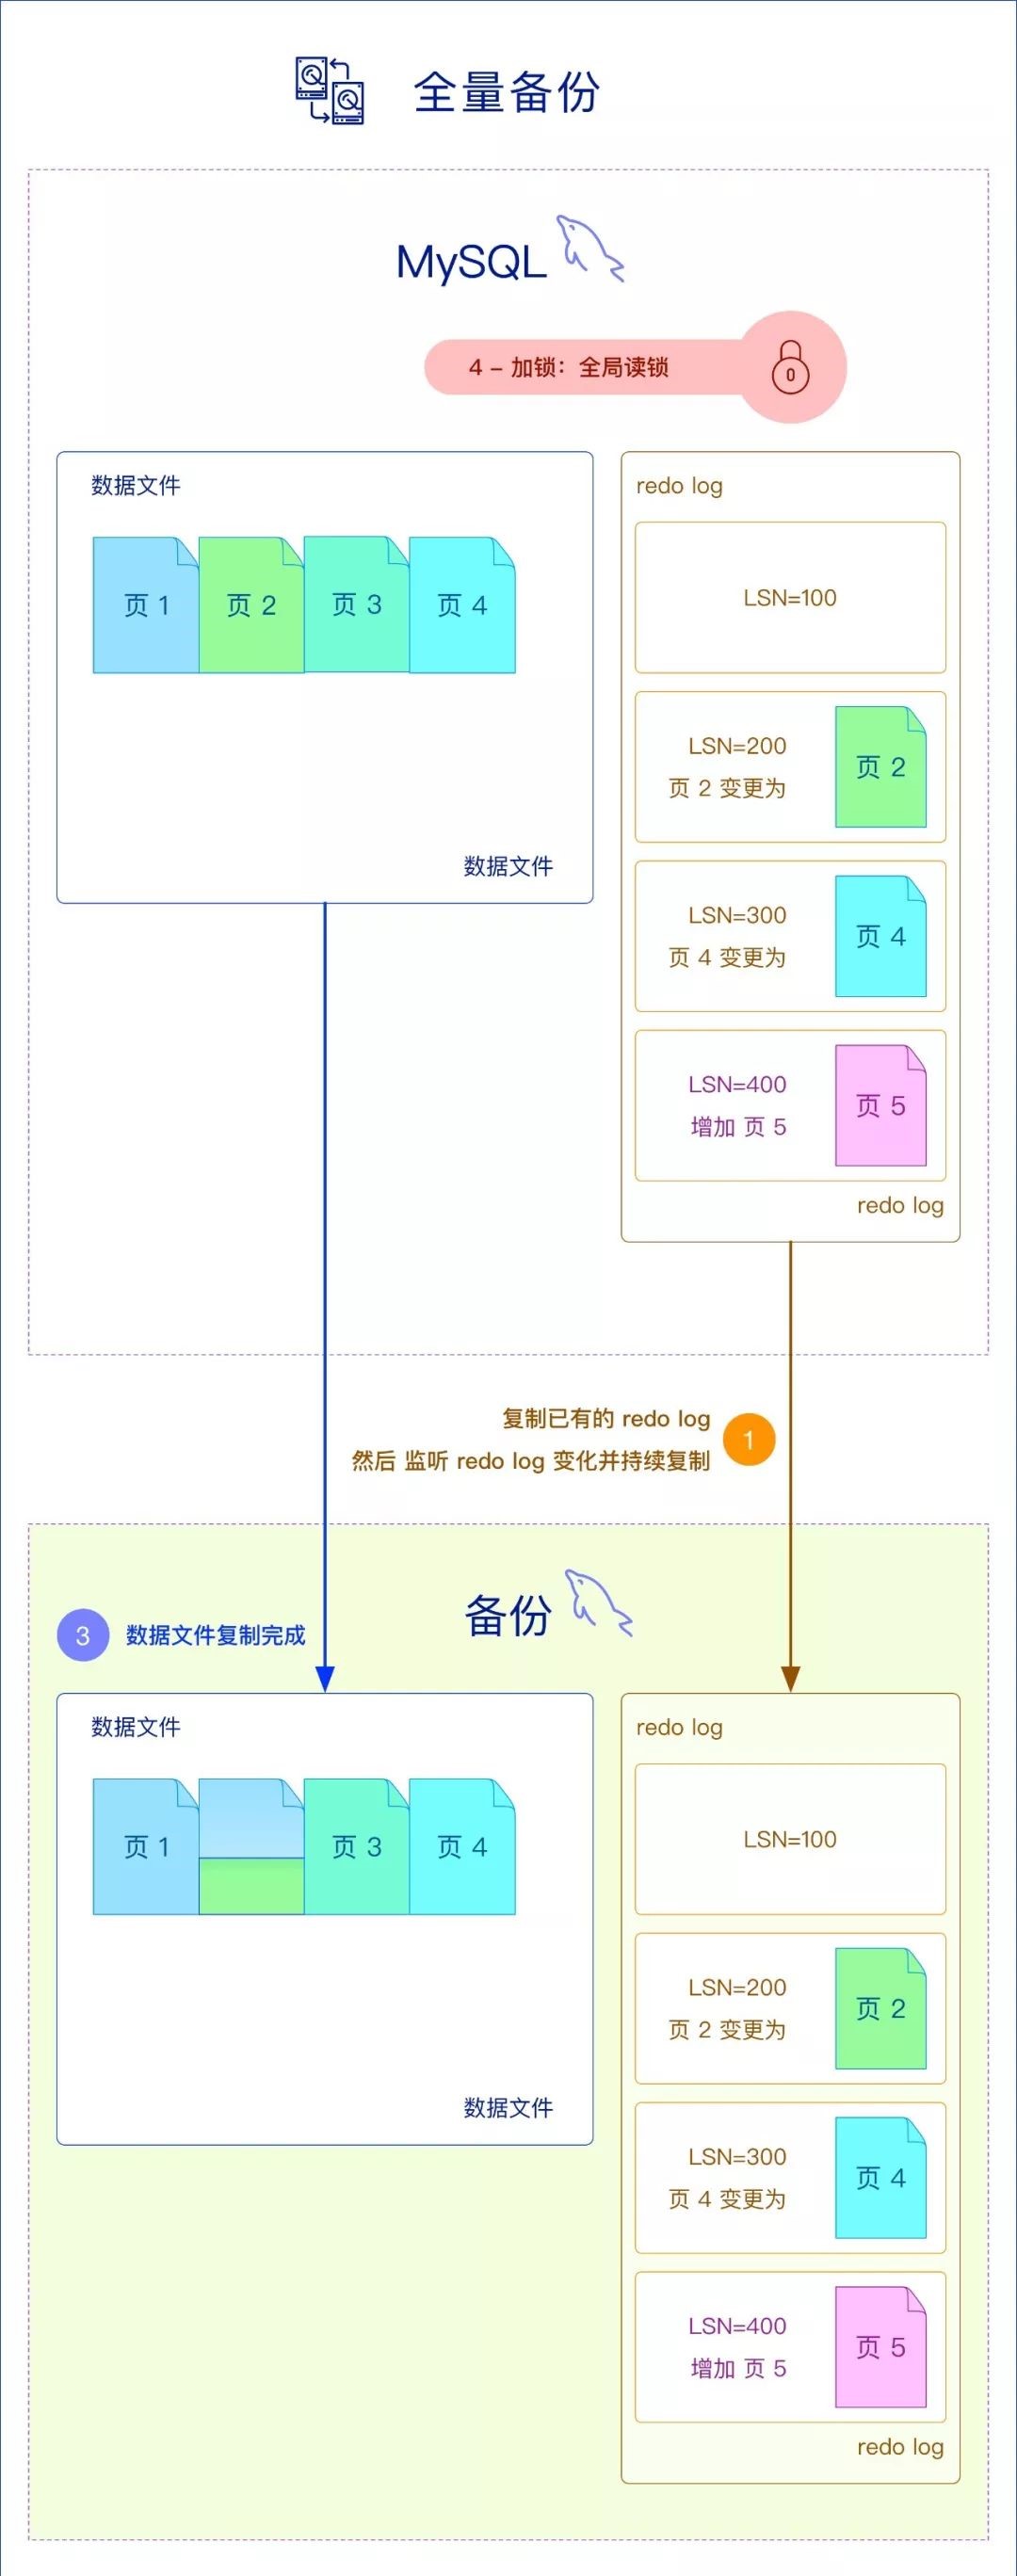 全量备份
MySQL
4 – 加锁：全局读锁
数据文件
页 1
页 2
页 3
页 4
数据文件
redo log
LSN=100
LSN=200
页 2 变更为
页 2
LSN=300
页 4 变更为
页 4
LSN=400
增加 页 5
页 5
redo log
复制已有的 redo log
然后 监听 redo log 变化并持续复制
1
备份
3
数据文件复制完成
数据文件
页 1
页 3
页 4
数据文件
redo log
LSN=100
LSN=200
页 2 变更为
页 2
LSN=300
页 4 变更为
页 4
LSN=400
增加 页 5
页 5
redo log